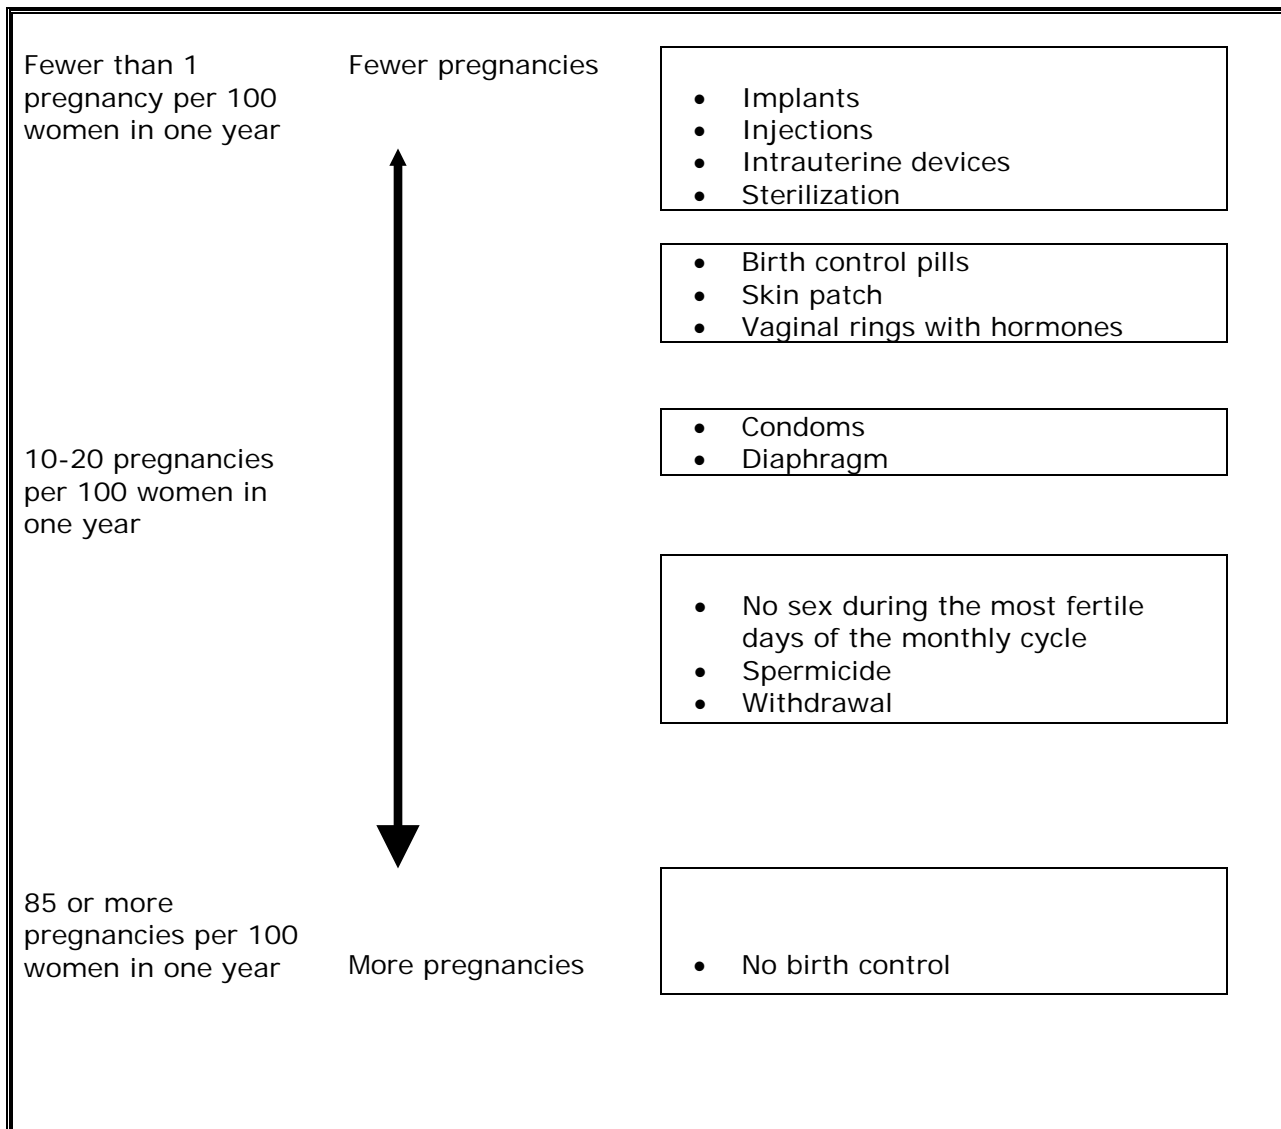 Fewer than 1
pregnancy per 100
women in one year
Fewer pregnancies
• Implants
• Injections
• Intrauterine devices
• Sterilization
• Birth control pills
• Skin patch
• Vaginal rings with hormones
10-20 pregnancies
per 100 women in
one year
• Condoms
• Diaphragm
• No sex during the most fertile
days of the monthly cycle
• Spermicide
• Withdrawal
85 or more
pregnancies per 100
women in one year
More pregnancies
• No birth control